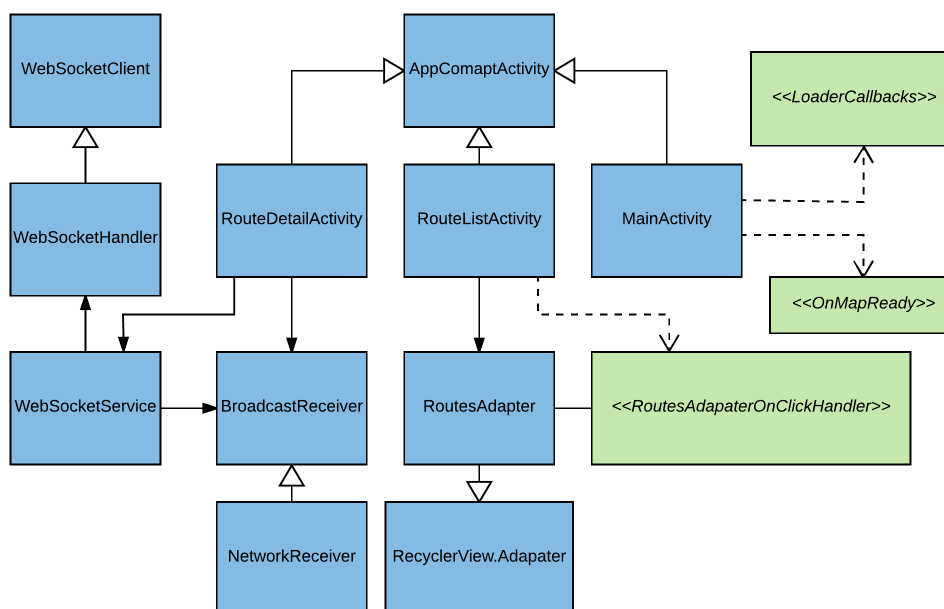 WebSocketClient
AppComaptActivity
<<LoaderCallbacks>>
WebSocketHandler
RouteDetailActivity
RouteListActivity
MainActivity
<<OnMapReady>>
WebSocketService
BroadcastReceiver
RoutesAdapter
<<RoutesAdapaterOnClickHandler>>
NetworkReceiver
RecyclerView.Adapater